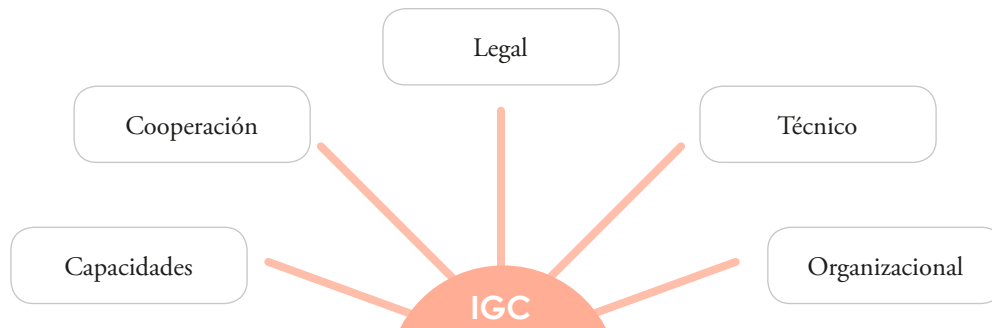 Legal
Cooperación
Técnico
Capacidades
Organizacional
IGC